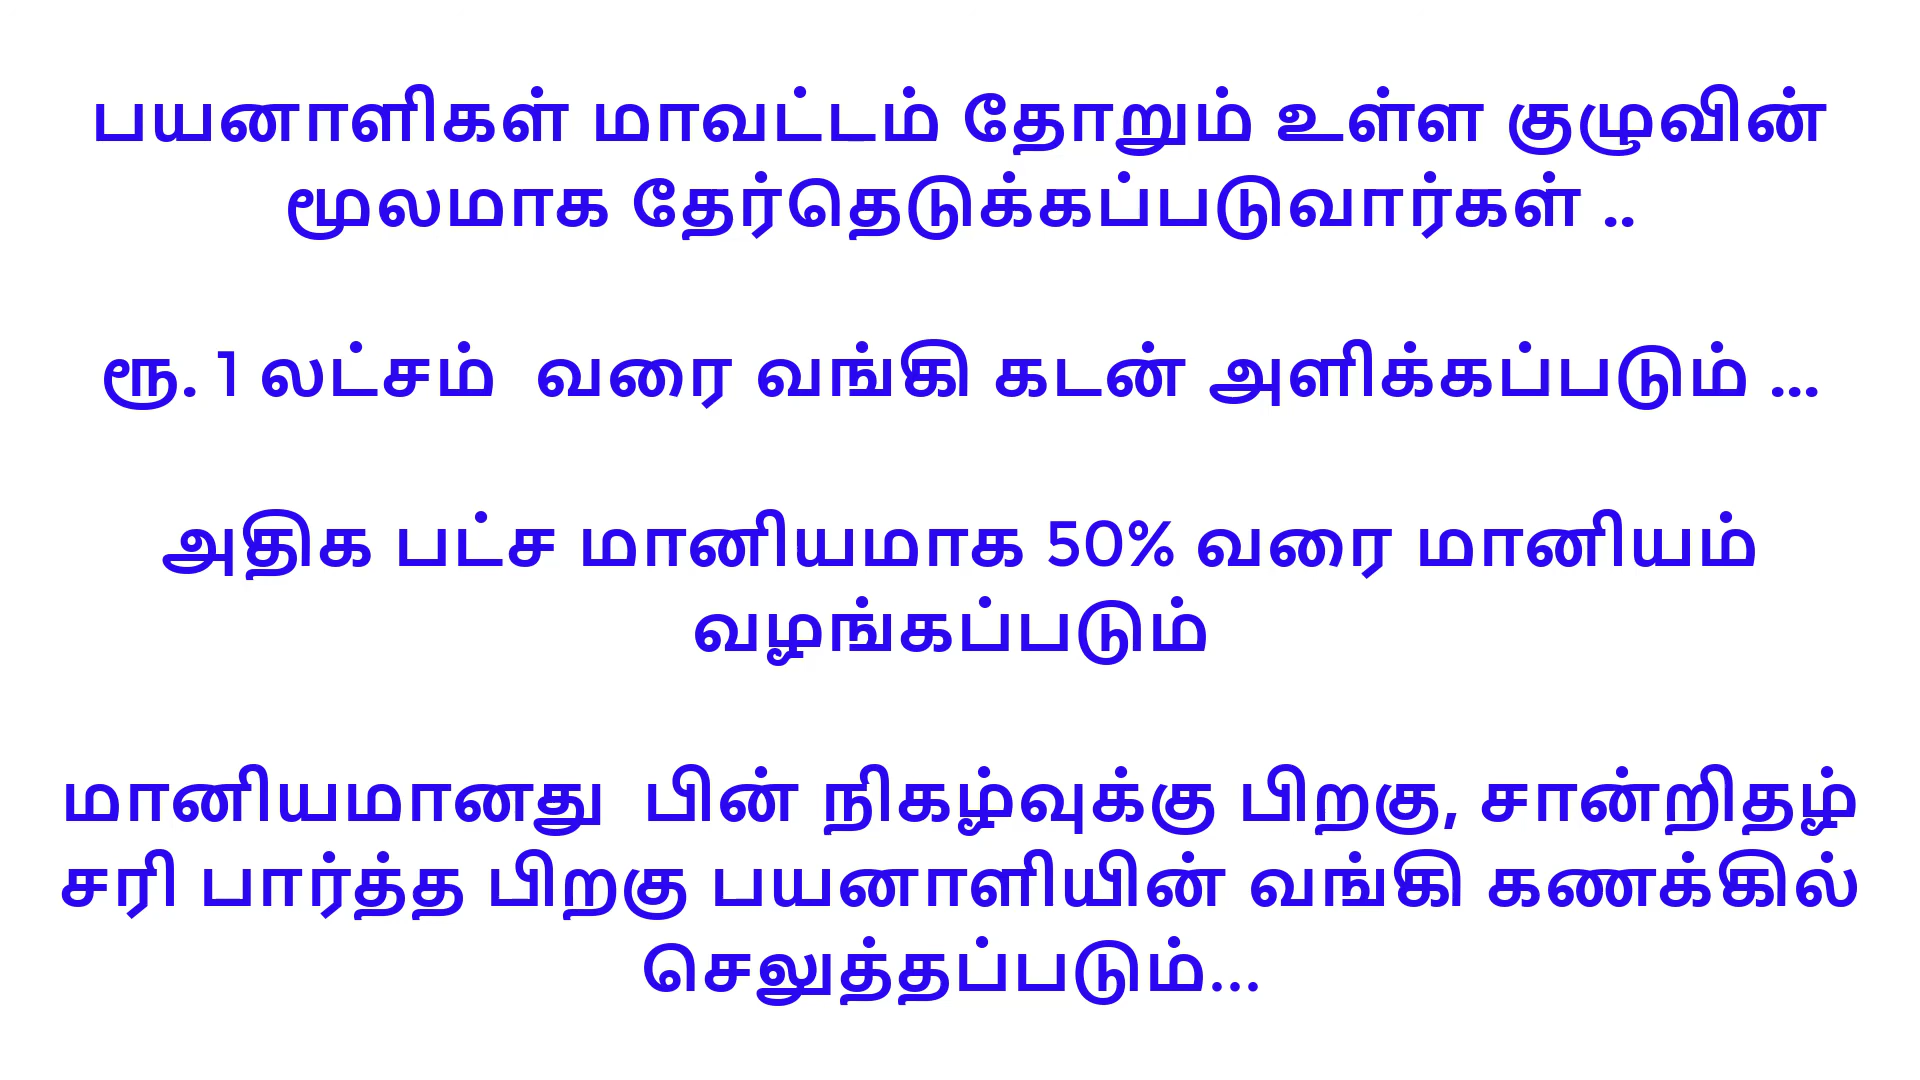 பயனாளிகள் மாவட்டம் தோறும் உள்ள குழுவின்
மூலமாக தேர்தெடுக்கப்படுவார்கள் ..
ரூ. 1 லட்சம் வரை வங்கி கடன் அளிக்கப்படும் ...
அதிக பட்ச மானியமாக 50% வரை மானியம்
வழங்கப்படும்
மானியமானது பின் நிகழ்வுக்கு பிறகு, சான்றிதழ்
சரி பார்த்த பிறகு பயனாளியின் வங்கி கணக்கில்
செலுத்தப்படும்...